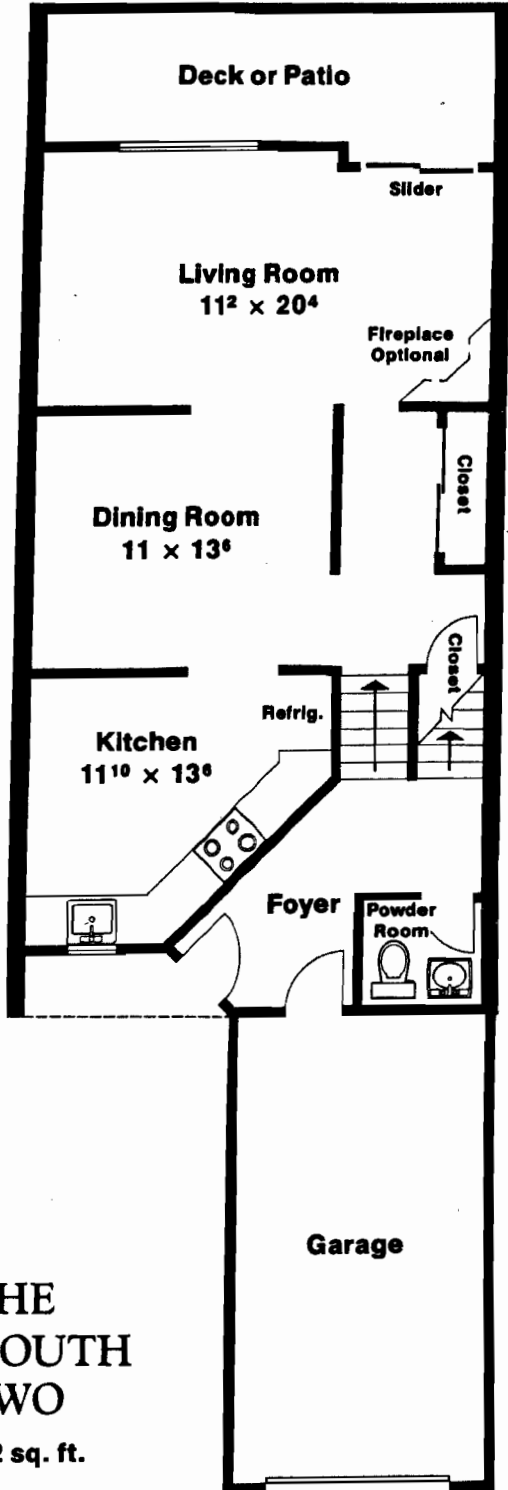 Deck or Patio
Slider
Living Room
11² × 20⁴
Fireplace
Optional
Closet
Dining Room
11 × 13⁶
Closet
Refrig.
Kitchen
11¹⁰ × 13⁶
Foyer
Powder
Room
Garage
HE
OUTH
WO
2 sq. ft.